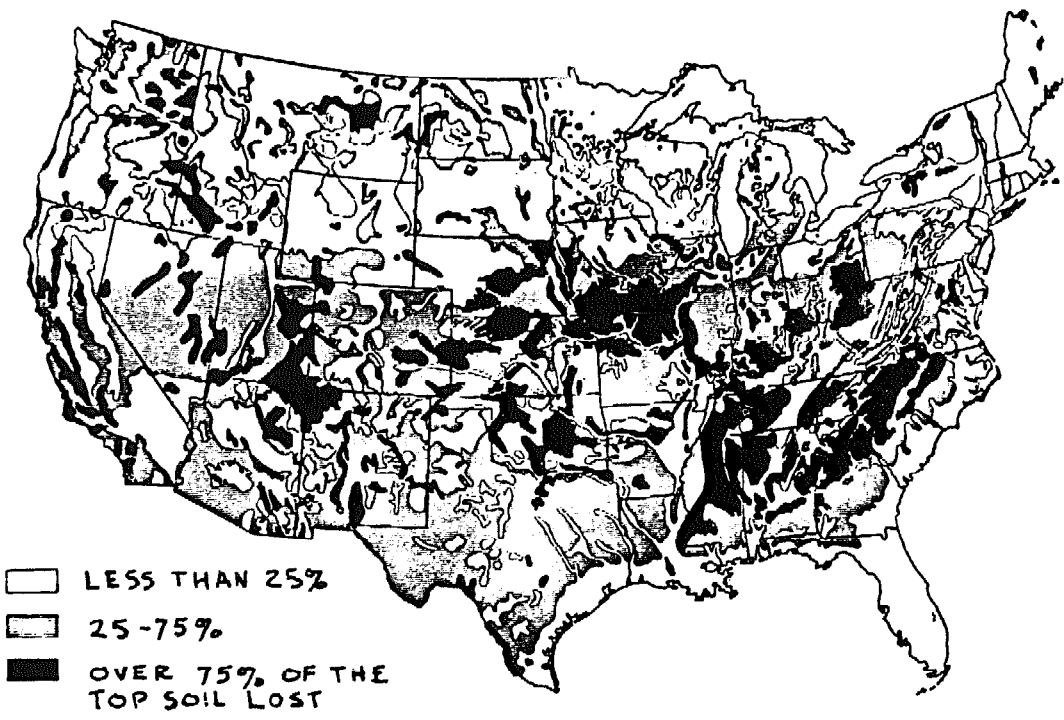 LESS THAN 25%
25-75%
OVER 75% OF THE
TOP SOIL LOST